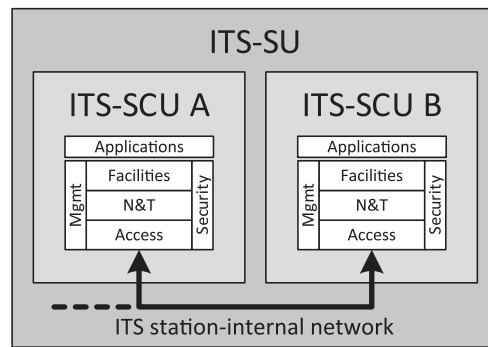 ITS-SU
ITS-SCU A
Applications
Mgmt
Facilities
N&T
Access
Security
ITS-SCU B
Applications
Mgmt
Facilities
N&T
Access
Security
ITS station-internal network